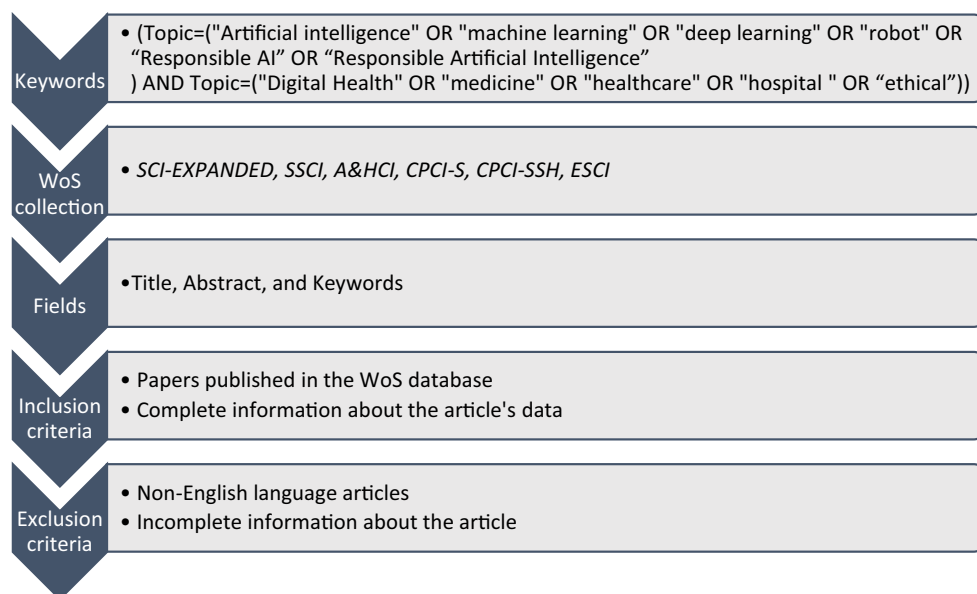 Keywords
• (Topic=("Artificial intelligence" OR "machine learning" OR "deep learning" OR "robot" OR
“Responsible AI” OR “Responsible Artificial Intelligence”
) AND Topic=("Digital Health" OR "medicine" OR "healthcare" OR "hospital " OR “ethical”))
WoS
collection
• SCI-EXPANDED, SSCI, A&HCI, CPCI-S, CPCI-SSH, ESCI
Fields
•Title, Abstract, and Keywords
Inclusion
criteria
• Papers published in the WoS database
• Complete information about the article's data
Exclusion
criteria
• Non-English language articles
• Incomplete information about the article